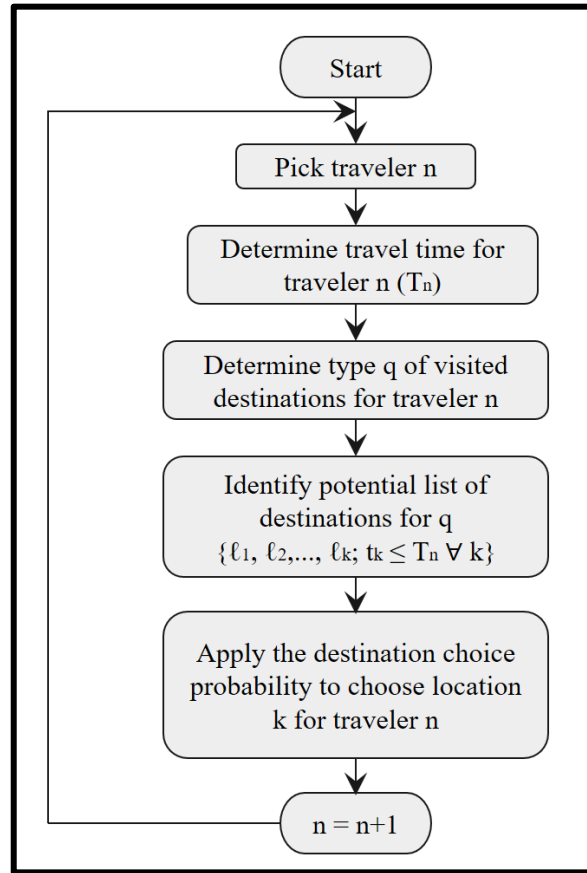 Start
Pick traveler n
Determine travel time for
traveler n (Tₙ)
Determine type q of visited
destinations for traveler n
Identify potential list of
destinations for q
{ℓ₁, ℓ₂,..., ℓₖ; tₖ ≤ Tₙ ∀ k}
Apply the destination choice
probability to choose location
k for traveler n
n = n+1